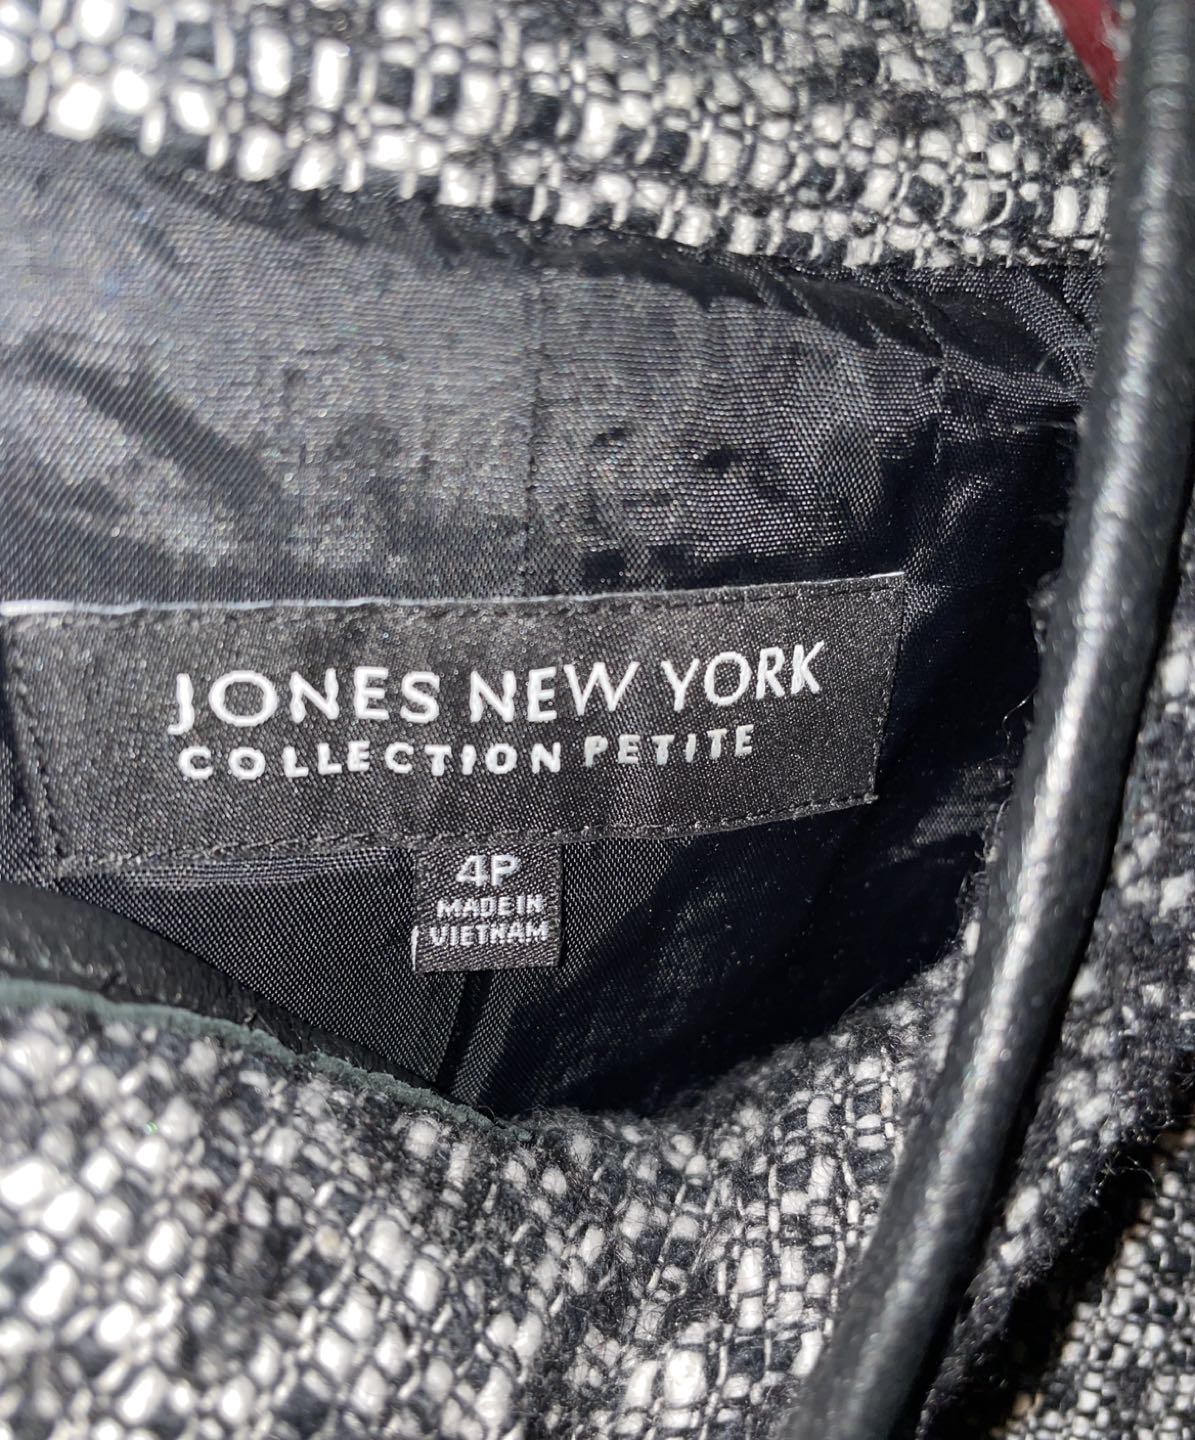 JONES NEW YORK
COLLECTION PETITE
4P
MADE IN
VIETNAM